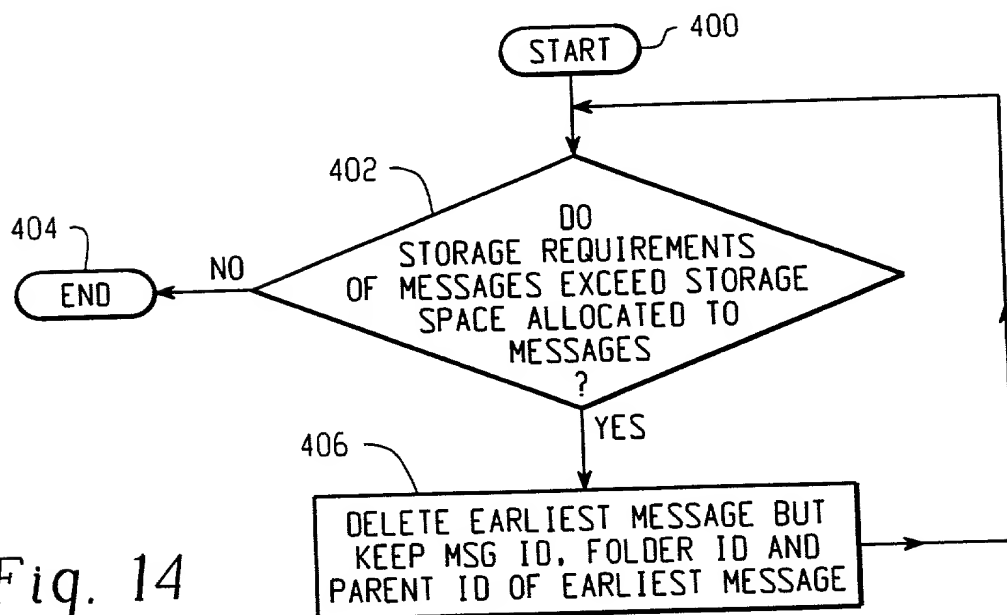 400
START
402
DO
STORAGE REQUIREMENTS
OF MESSAGES EXCEED STORAGE
SPACE ALLOCATED TO
MESSAGES
?
404
END
NO
YES
406
DELETE EARLIEST MESSAGE BUT
KEEP MSG ID, FOLDER ID AND
PARENT ID OF EARLIEST MESSAGE
Fig. 14